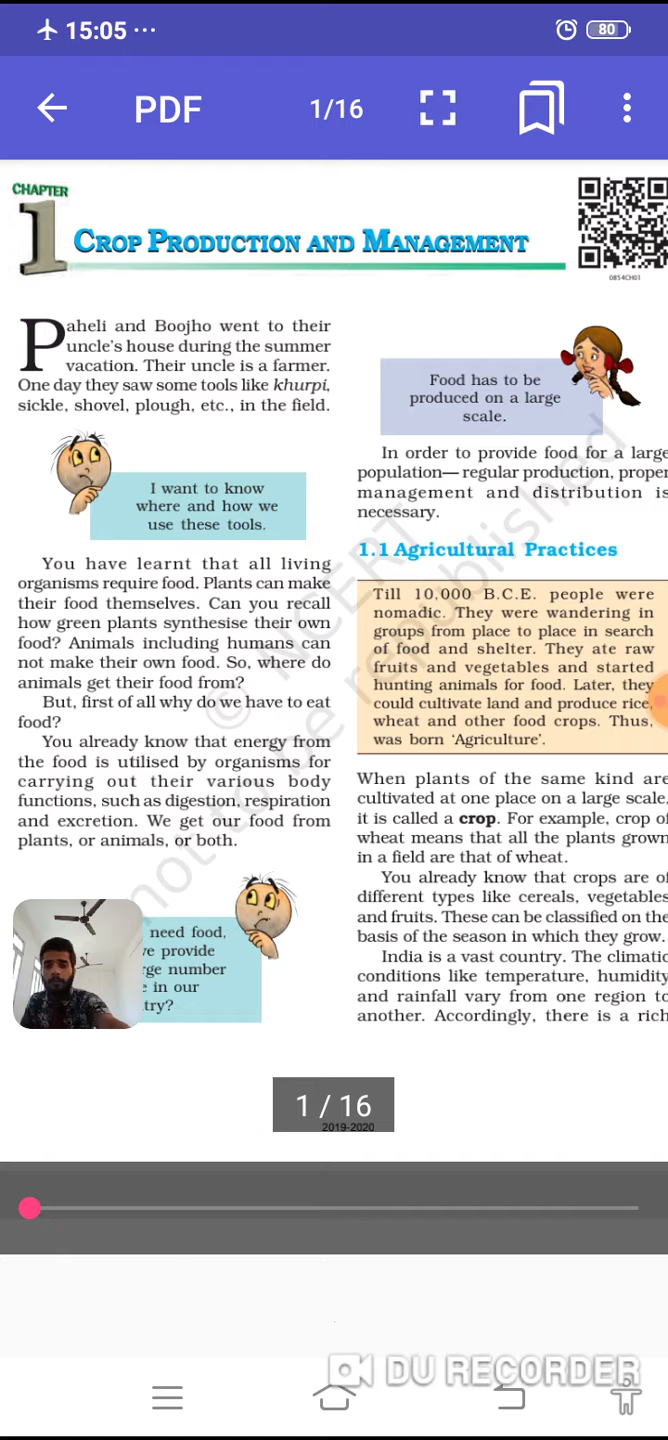 15:05 ···
80
PDF
1/16
CHAPTER
1
CROP PRODUCTION AND MANAGEMENT
0854CH01
Paheli and Boojho went to their
uncle's house during the summer
vacation. Their uncle is a farmer.
One day they saw some tools like khurpi,
sickle, shovel, plough, etc., in the field.
I want to know
where and how we
use these tools.
You have learnt that all living
organisms require food. Plants can make
their food themselves. Can you recall
how green plants synthesise their own
food? Animals including humans can
not make their own food. So, where do
animals get their food from?
But, first of all why do we have to eat
food?
You already know that energy from
the food is utilised by organisms for
carrying out their various body
functions, such as digestion, respiration
and excretion. We get our food from
plants, or animals, or both.
need food,
provide
number
in our
Food has to be
produced on a large
scale.
In order to provide food for a large
population— regular production, proper
management and distribution is
necessary.
1.1 Agricultural Practices
Till 10,000 B.C.E. people were
nomadic. They were wandering in
groups from place to place in search
of food and shelter. They ate raw
fruits and vegetables and started
hunting animals for food. Later, they
could cultivate land and produce rice,
wheat and other food crops. Thus,
was born 'Agriculture'.
When plants of the same kind are
cultivated at one place on a large scale,
it is called a crop. For example, crop of
wheat means that all the plants grown
in a field are that of wheat.
You already know that crops are of
different types like cereals, vegetables
and fruits. These can be classified on the
basis of the season in which they grow.
India is a vast country. The climatic
conditions like temperature, humidity
and rainfall vary from one region to
another. Accordingly, there is a rich
© NCERT
not to be republished
1 / 16
2019-2020
DU RECORDER